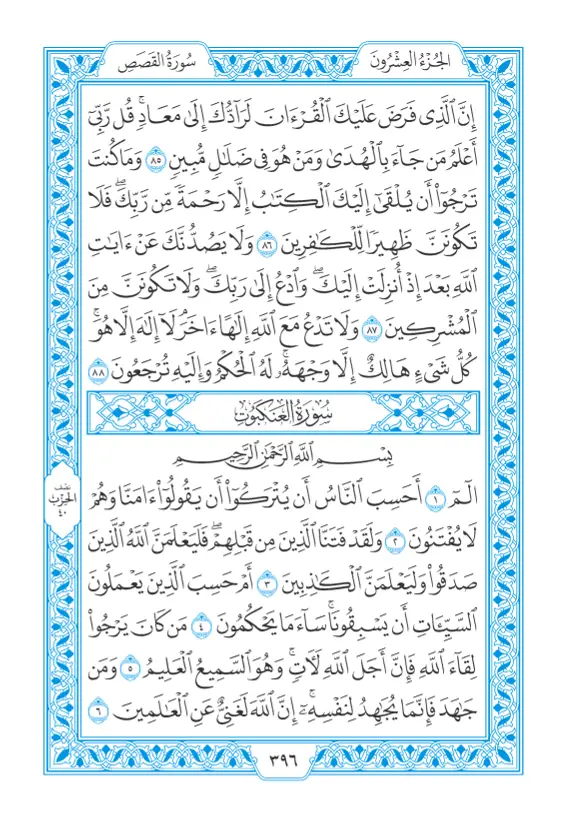 الجُزْءُ العِشْرُونَ
سُورَةُ القَصَصِ
إِنَّ ٱلَّذِى فَرَضَ عَلَيْكَ ٱلْقُرْءَانَ لَرَآدُّكَ إِلَىٰ مَعَادٍۚ قُل رَّبِّىٓ
أَعْلَمُ مَن جَآءَ بِٱلْهُدَىٰ وَمَنْ هُوَ فِى ضَلَٰلٍ مُّبِينٍ ٨٥ وَمَا كُنتَ
تَرْجُوٓا۟ أَن يُلْقَىٰٓ إِلَيْكَ ٱلْكِتَٰبُ إِلَّا رَحْمَةً مِّن رَّبِّكَۖ فَلَا
تَكُونَنَّ ظَهِيرًا لِّلْكَٰفِرِينَ ٨٦ وَلَا يَصُدُّنَّكَ عَنْ ءَايَٰتِ
ٱللَّهِ بَعْدَ إِذْ أُنزِلَتْ إِلَيْكَۖ وَٱدْعُ إِلَىٰ رَبِّكَۖ وَلَا تَكُونَنَّ مِنَ
ٱلْمُشْرِكِينَ ٨٧ وَلَا تَدْعُ مَعَ ٱللَّهِ إِلَٰهًا ءَاخَرَۘ لَآ إِلَٰهَ إِلَّا هُوَۚ
كُلُّ شَىْءٍ هَالِكٌ إِلَّا وَجْهَهُۥۚ لَهُ ٱلْحُكْمُ وَإِلَيْهِ تُرْجَعُونَ ٨٨
سُورَةُ العَنكَبُوتِ
بِسْمِ ٱللَّهِ ٱلرَّحْمَٰنِ ٱلرَّحِيمِ
الٓمٓ ١ أَحَسِبَ ٱلنَّاسُ أَن يُتْرَكُوٓا۟ أَن يَقُولُوٓا۟ ءَامَنَّا وَهُمْ
لَا يُفْتَنُونَ ٢ وَلَقَدْ فَتَنَّا ٱلَّذِينَ مِن قَبْلِهِمْۖ فَلَيَعْلَمَنَّ ٱللَّهُ ٱلَّذِينَ
صَدَقُوا۟ وَلَيَعْلَمَنَّ ٱلْكَٰذِبِينَ ٣ أَمْ حَسِبَ ٱلَّذِينَ يَعْمَلُونَ
ٱلسَّيِّـَٔاتِ أَن يَسْبِقُونَاۚ سَآءَ مَا يَحْكُمُونَ ٤ مَن كَانَ يَرْجُوا۟
لِقَآءَ ٱللَّهِ فَإِنَّ أَجَلَ ٱللَّهِ لَـَٔاتٍۚ وَهُوَ ٱلسَّمِيعُ ٱلْعَلِيمُ ٥ وَمَن
جَٰهَدَ فَإِنَّمَا يُجَٰهِدُ لِنَفْسِهِۦٓۚ إِنَّ ٱللَّهَ لَغَنِىٌّ عَنِ ٱلْعَٰلَمِينَ ٦
نصف
الحزب
٤٠
٣٩٦